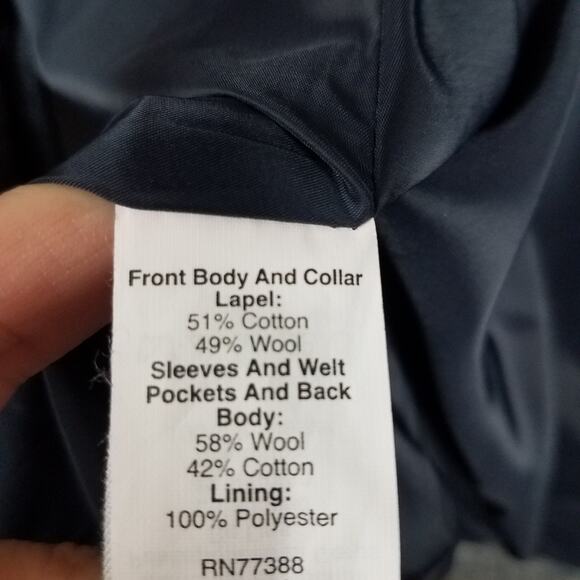 Front Body And Collar
Lapel:
51% Cotton
49% Wool
Sleeves And Welt
Pockets And Back
Body:
58% Wool
42% Cotton
Lining:
100% Polyester
RN77388